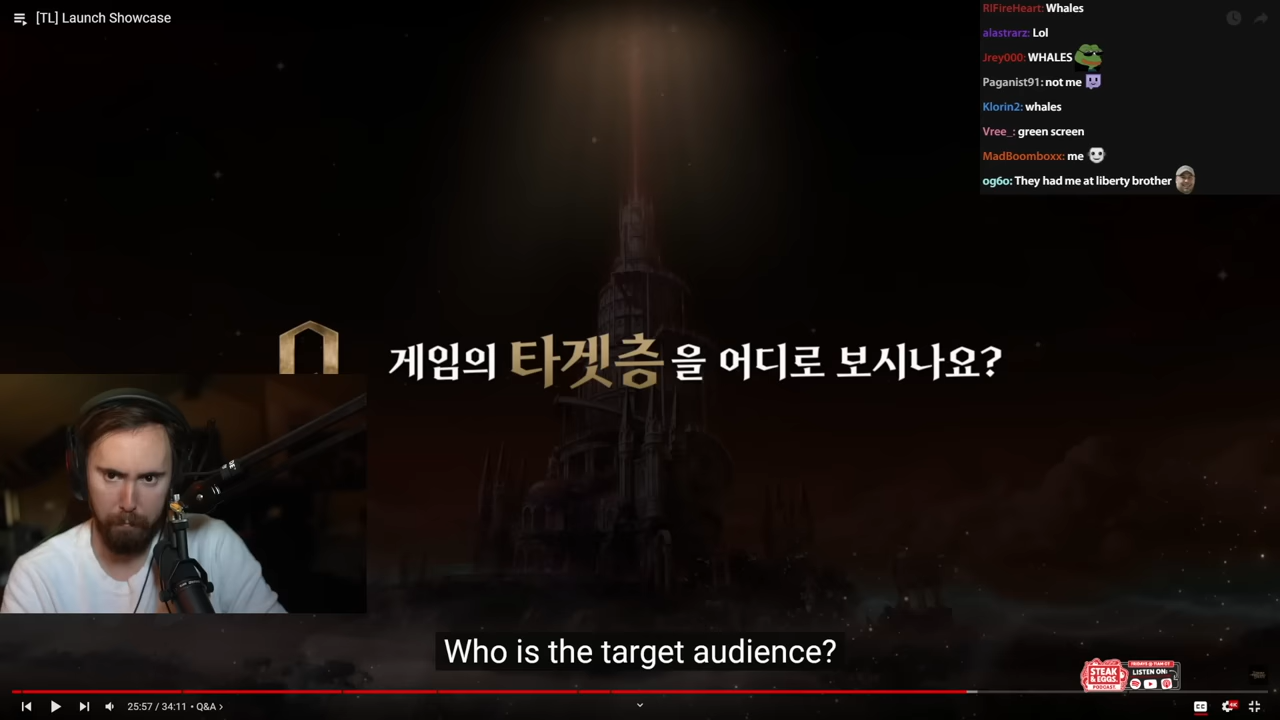 [TL] Launch Showcase
RIFireHeart: Whales
alastrarz: Lol
Jrey000: WHALES
Paganist91: not me
Klorin2: whales
Vree_: green screen
MadBoomboxx: me
og6o: They had me at liberty brother
게임의 타겟층을 어디로 보시나요?
Who is the target audience?
STEAK & EGGS PODCAST
LISTEN ON:
25:57 / 34:11 • Q&A
CC